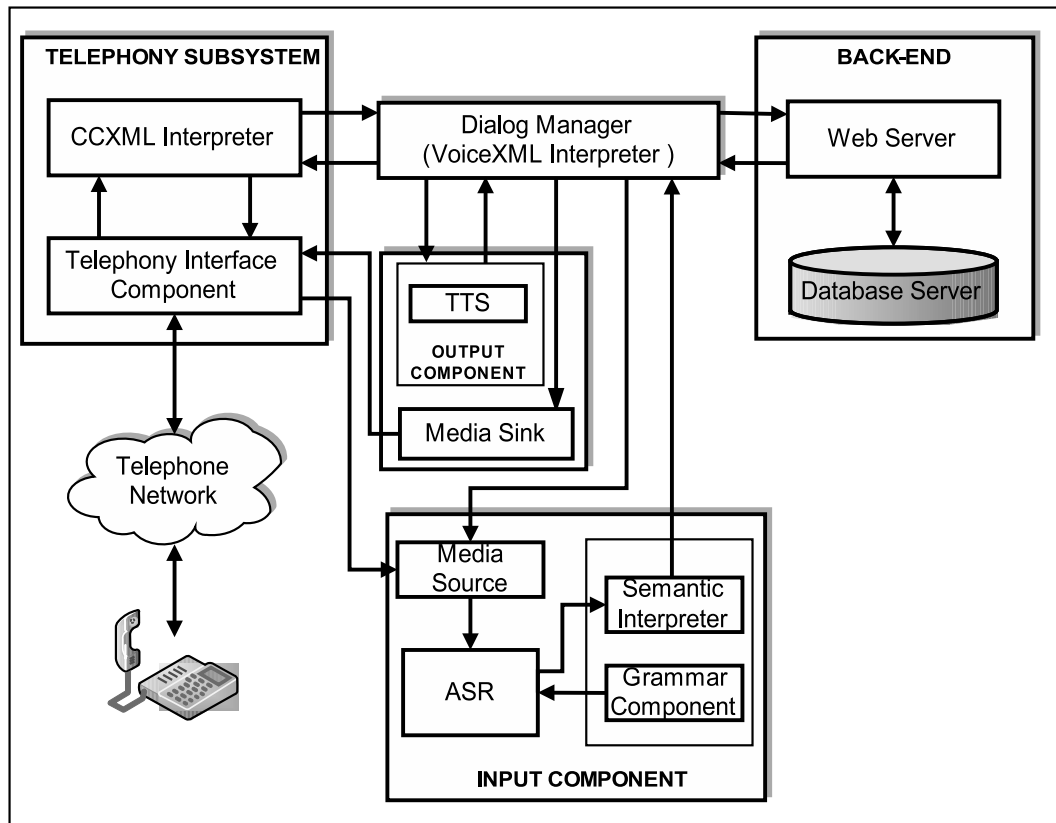 TELEPHONY SUBSYSTEM
CCXML Interpreter
Telephony Interface
Component
Telephone
Network
Dialog Manager
(VoiceXML Interpreter )
TTS
OUTPUT
COMPONENT
Media Sink
BACK-END
Web Server
Database Server
Media
Source
ASR
Semantic
Interpreter
Grammar
Component
INPUT COMPONENT